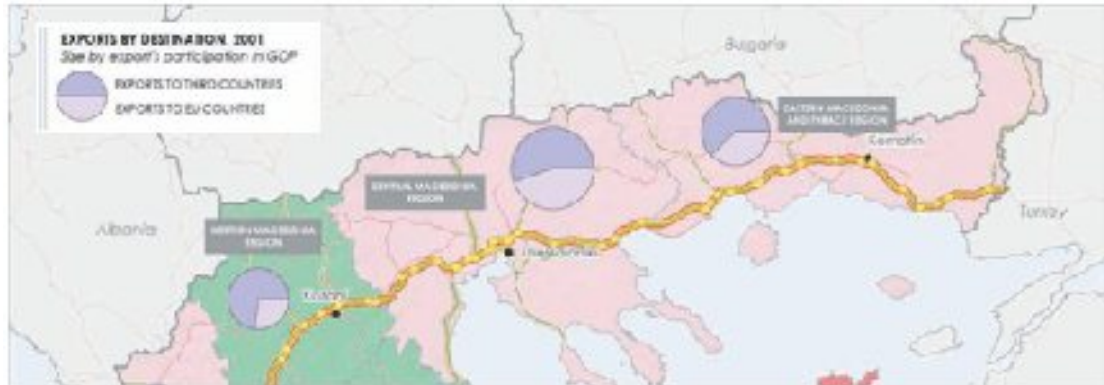 EXPORTS BY DESTINATION, 2001
Size by export's participation in GDP
EXPORTS TO THIRD COUNTRIES
EXPORTS TO EU COUNTRIES
Bulgaria
EASTERN MACEDONIA
AND THRACE REGION
Komotin
CENTRAL MACEDONIA
REGION
Albania
WESTERN MACEDONIA
REGION
Turkey
Thessaloniki
Kozani